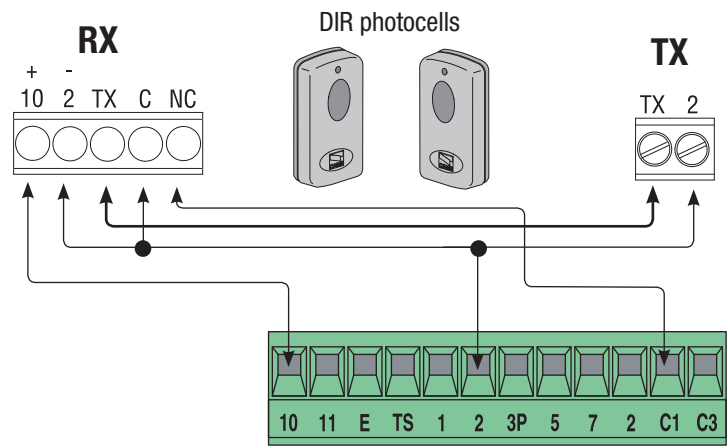 DIR photocells
RX
TX
+ -
10 2 TX C NC
TX 2
10 11 E TS 1 2 3P 5 7 2 C1 C3